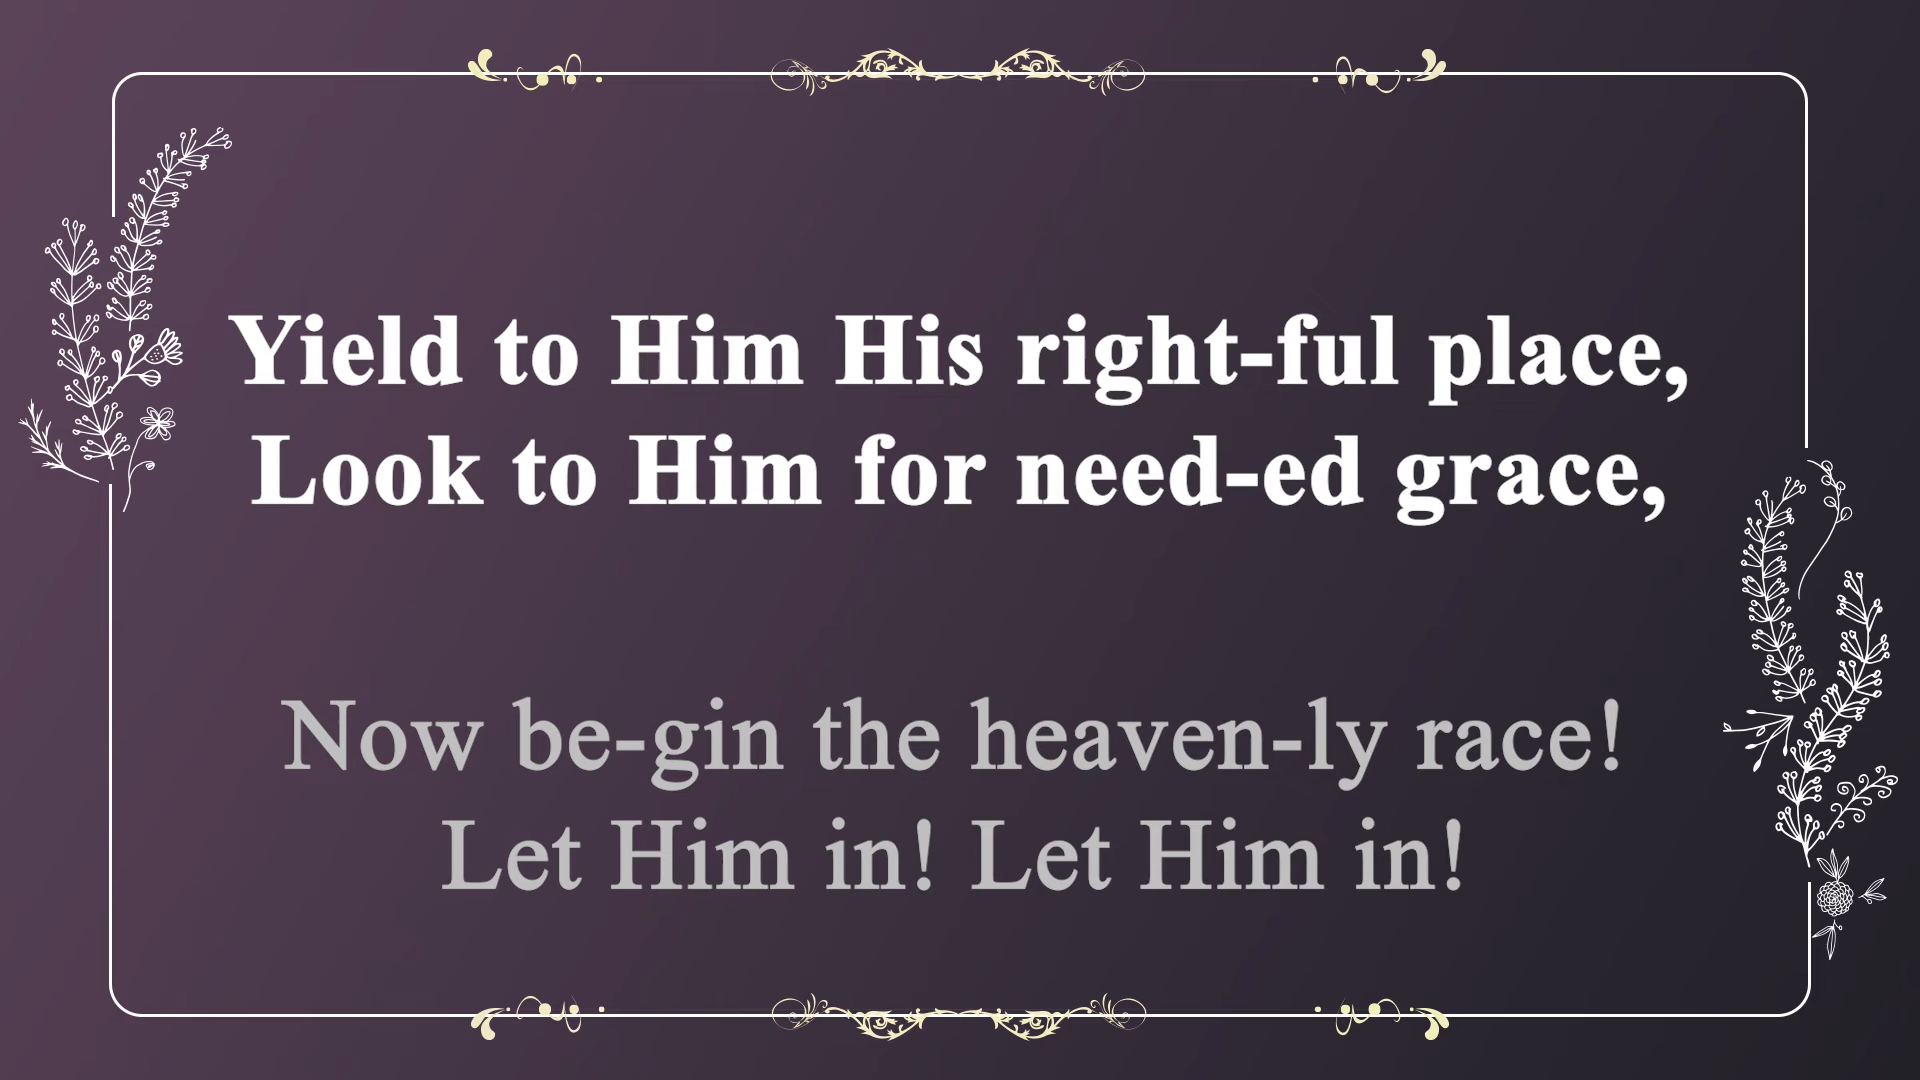 Yield to Him His right-ful place,
Look to Him for need-ed grace,
Now be-gin the heaven-ly race!
Let Him in! Let Him in!